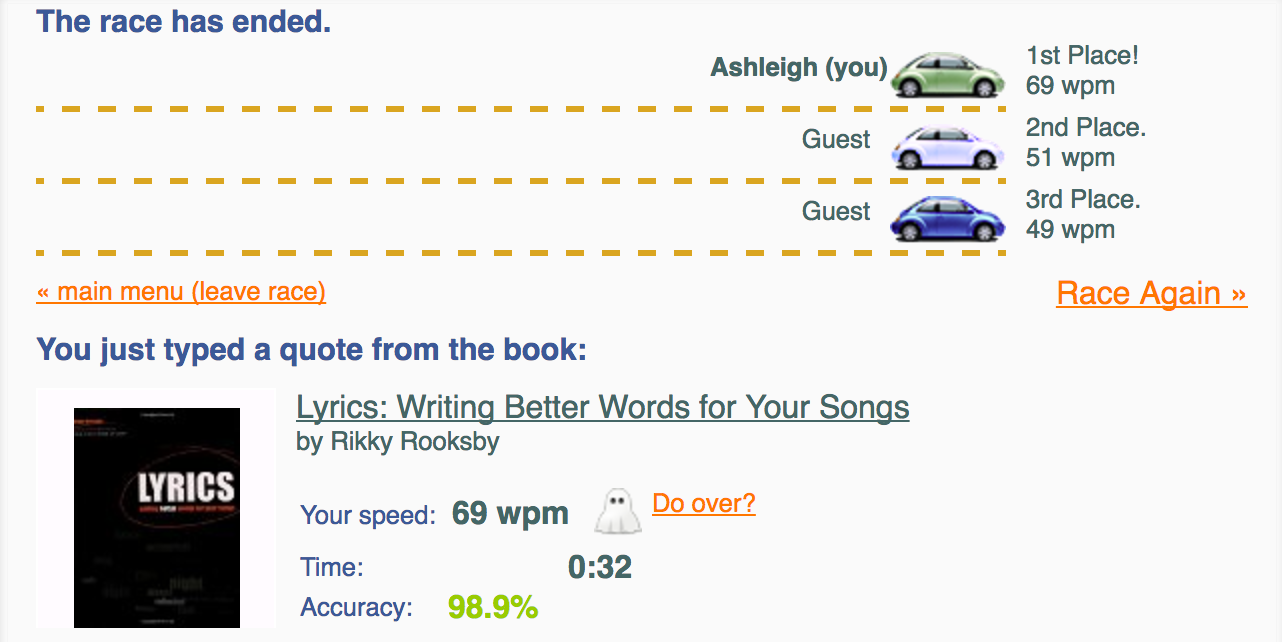 The race has ended.
Ashleigh (you)
1st Place!
69 wpm
Guest
2nd Place.
51 wpm
Guest
3rd Place.
49 wpm
« main menu (leave race)
Race Again »
You just typed a quote from the book:
LYRICS
Lyrics: Writing Better Words for Your Songs
by Rikky Rooksby
Your speed: 69 wpm
Do over?
Time: 0:32
Accuracy: 98.9%